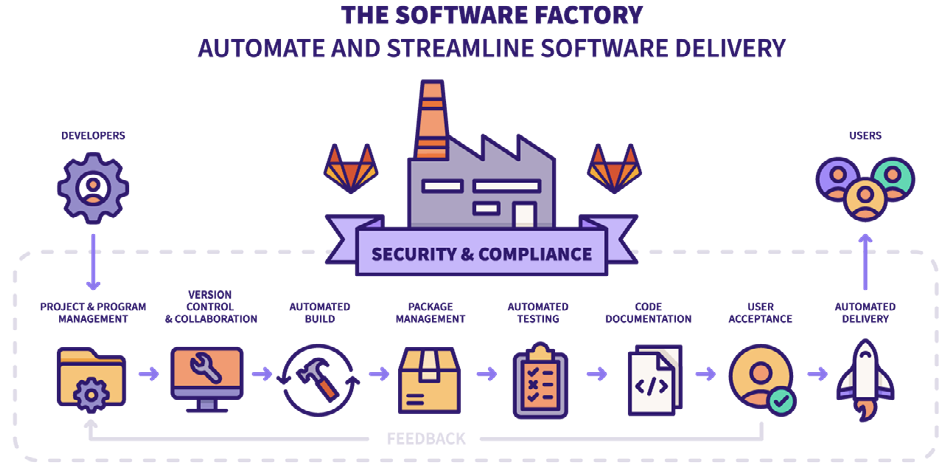 THE SOFTWARE FACTORY
AUTOMATE AND STREAMLINE SOFTWARE DELIVERY
DEVELOPERS
USERS
SECURITY & COMPLIANCE
PROJECT & PROGRAM
MANAGEMENT
VERSION
CONTROL
& COLLABORATION
AUTOMATED
BUILD
PACKAGE
MANAGEMENT
AUTOMATED
TESTING
CODE
DOCUMENTATION
USER
ACCEPTANCE
AUTOMATED
DELIVERY
</>
FEEDBACK